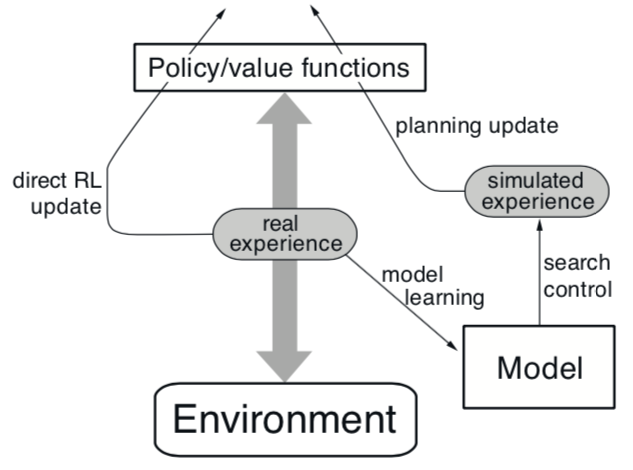 Policy/value functions
planning update
direct RL
update
simulated
experience
real
experience
model
learning
search
control
Model
Environment